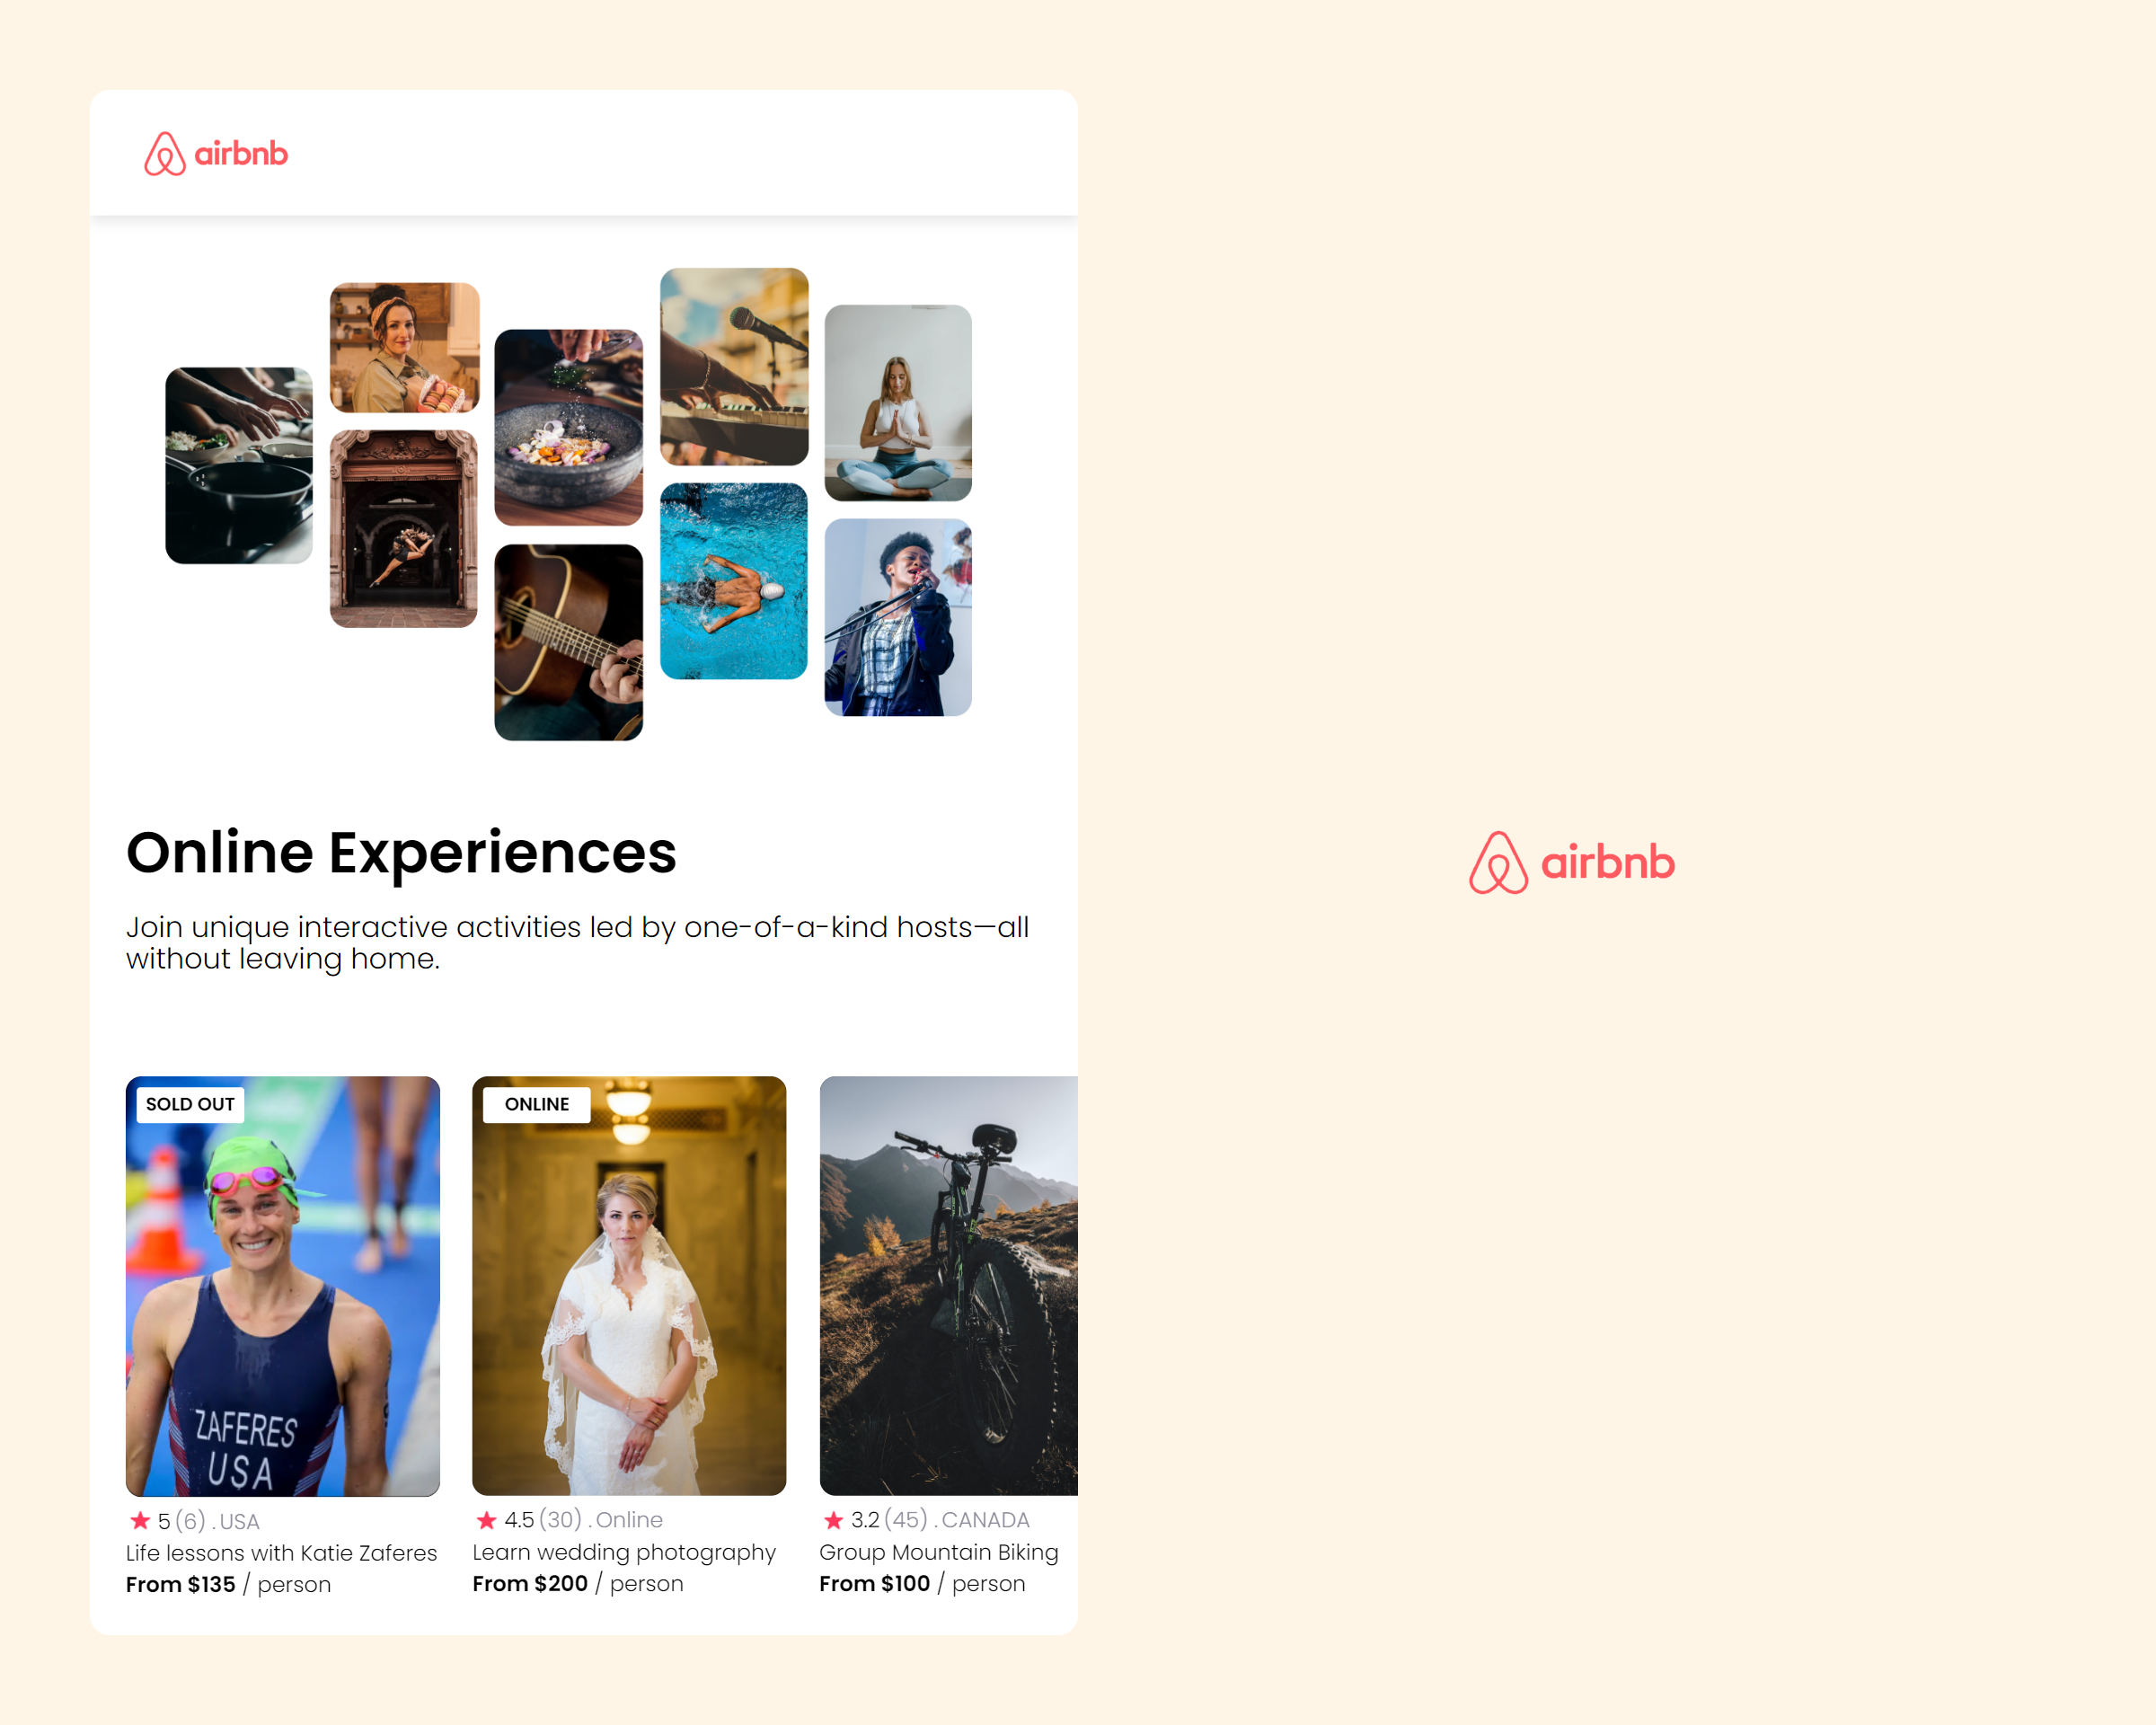 airbnb
Online Experiences
Join unique interactive activities led by one-of-a-kind hosts—all
without leaving home.
airbnb
SOLD OUT
ZAFERES
USA
5 (6) . USA
Life lessons with Katie Zaferes
From $135 / person
ONLINE
4.5 (30) . Online
Learn wedding photography
From $200 / person
3.2 (45) . CANADA
Group Mountain Biking
From $100 / person